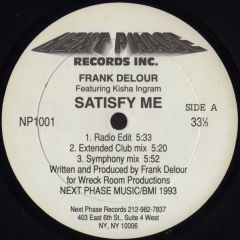 NEXT PHASE
RECORDS INC.
FRANK DELOUR
Featuring Kisha Ingram
SATISFY ME
NP1001
SIDE A
33⅓
1. Radio Edit 5:33
2. Extended Club mix 5:20
3. Symphony mix 5:52
Written and Produced by Frank Delour
for Wreck Room Productions
NEXT PHASE MUSIC/BMI 1993
Next Phase Records 212-982-7837
403 East 6th St., Suite 4 West
NY, NY 10006